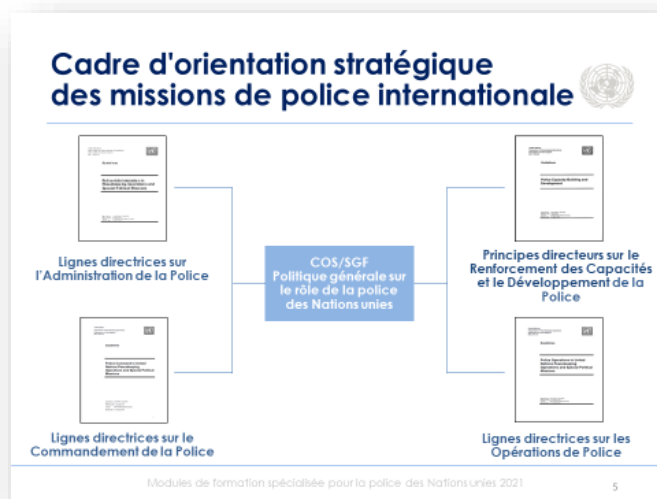 Cadre d'orientation stratégique
des missions de police internationale
Lignes directrices sur
l'Administration de la Police
COS/SGF
Politique générale sur
le rôle de la police
des Nations unies
Principes directeurs sur le
Renforcement des Capacités
et le Développement de la
Police
Lignes directrices sur le
Commandement de la Police
Lignes directrices sur les
Opérations de Police
Modules de formation spécialisée pour la police des Nations unies 2021
5